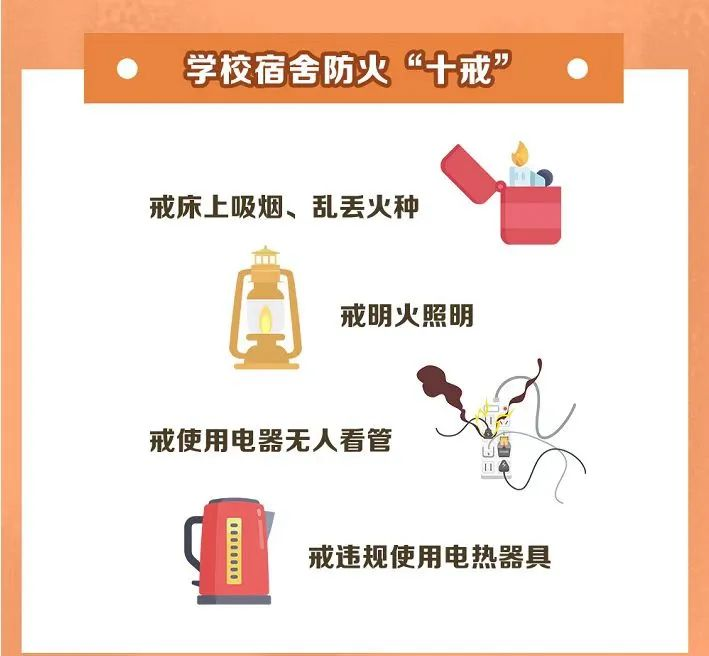 学校宿舍防火“十戒”
戒床上吸烟、乱丢火种
戒明火照明
戒使用电器无人看管
戒违规使用电热器具